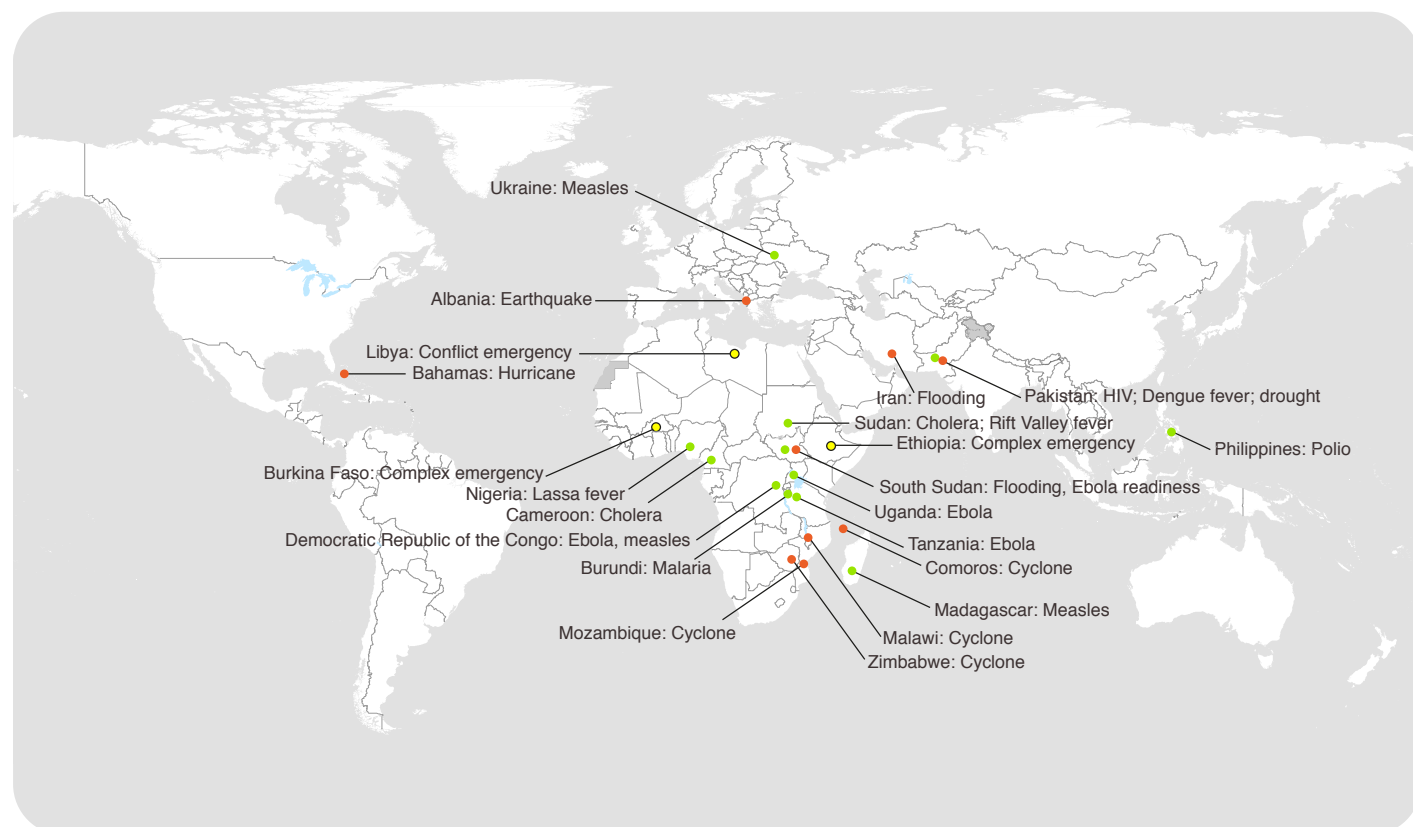 Ukraine: Measles
Albania: Earthquake
Libya: Conflict emergency
Bahamas: Hurricane
Iran: Flooding
Pakistan: HIV; Dengue fever; drought
Sudan: Cholera; Rift Valley fever
Ethiopia: Complex emergency
Philippines: Polio
Burkina Faso: Complex emergency
South Sudan: Flooding, Ebola readiness
Nigeria: Lassa fever
Uganda: Ebola
Cameroon: Cholera
Democratic Republic of the Congo: Ebola, measles
Tanzania: Ebola
Burundi: Malaria
Comoros: Cyclone
Madagascar: Measles
Mozambique: Cyclone
Malawi: Cyclone
Zimbabwe: Cyclone